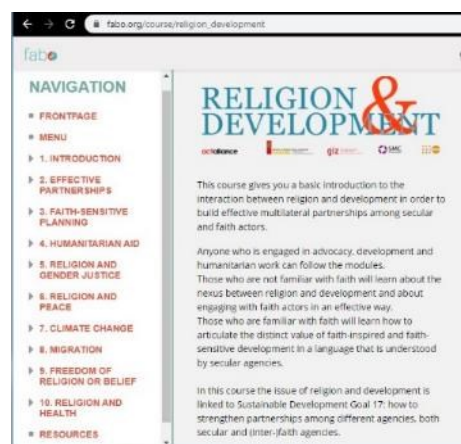 fabo.org/course/religion_development
fabo
NAVIGATION
FRONTPAGE
MENU
1. INTRODUCTION
2. EFFECTIVE
PARTNERSHIPS
3. FAITH-SENSITIVE
PLANNING
4. HUMANITARIAN AID
5. RELIGION AND
GENDER JUSTICE
6. RELIGION AND
PEACE
7. CLIMATE CHANGE
8. MIGRATION
9. FREEDOM OF
RELIGION OR BELIEF
10. RELIGION AND
HEALTH
RESOURCES
RELIGION &
DEVELOPMENT
actalliance
giz
SMC
This course gives you a basic introduction to the
interaction between religion and development in order to
build effective multilateral partnerships among secular
and faith actors.
Anyone who is engaged in advocacy, development and
humanitarian work can follow the modules.
Those who are not familiar with faith will learn about the
nexus between religion and development and about
engaging with faith actors in an effective way.
Those who are familiar with faith will learn how to
articulate the distinct value of faith-inspired and faith-
sensitive development in a language that is understood
by secular agencies.
In this course the issue of religion and development is
linked to Sustainable Development Goal 17: how to
strengthen partnerships among different agencies, both
secular and (inter-)faith agencies.